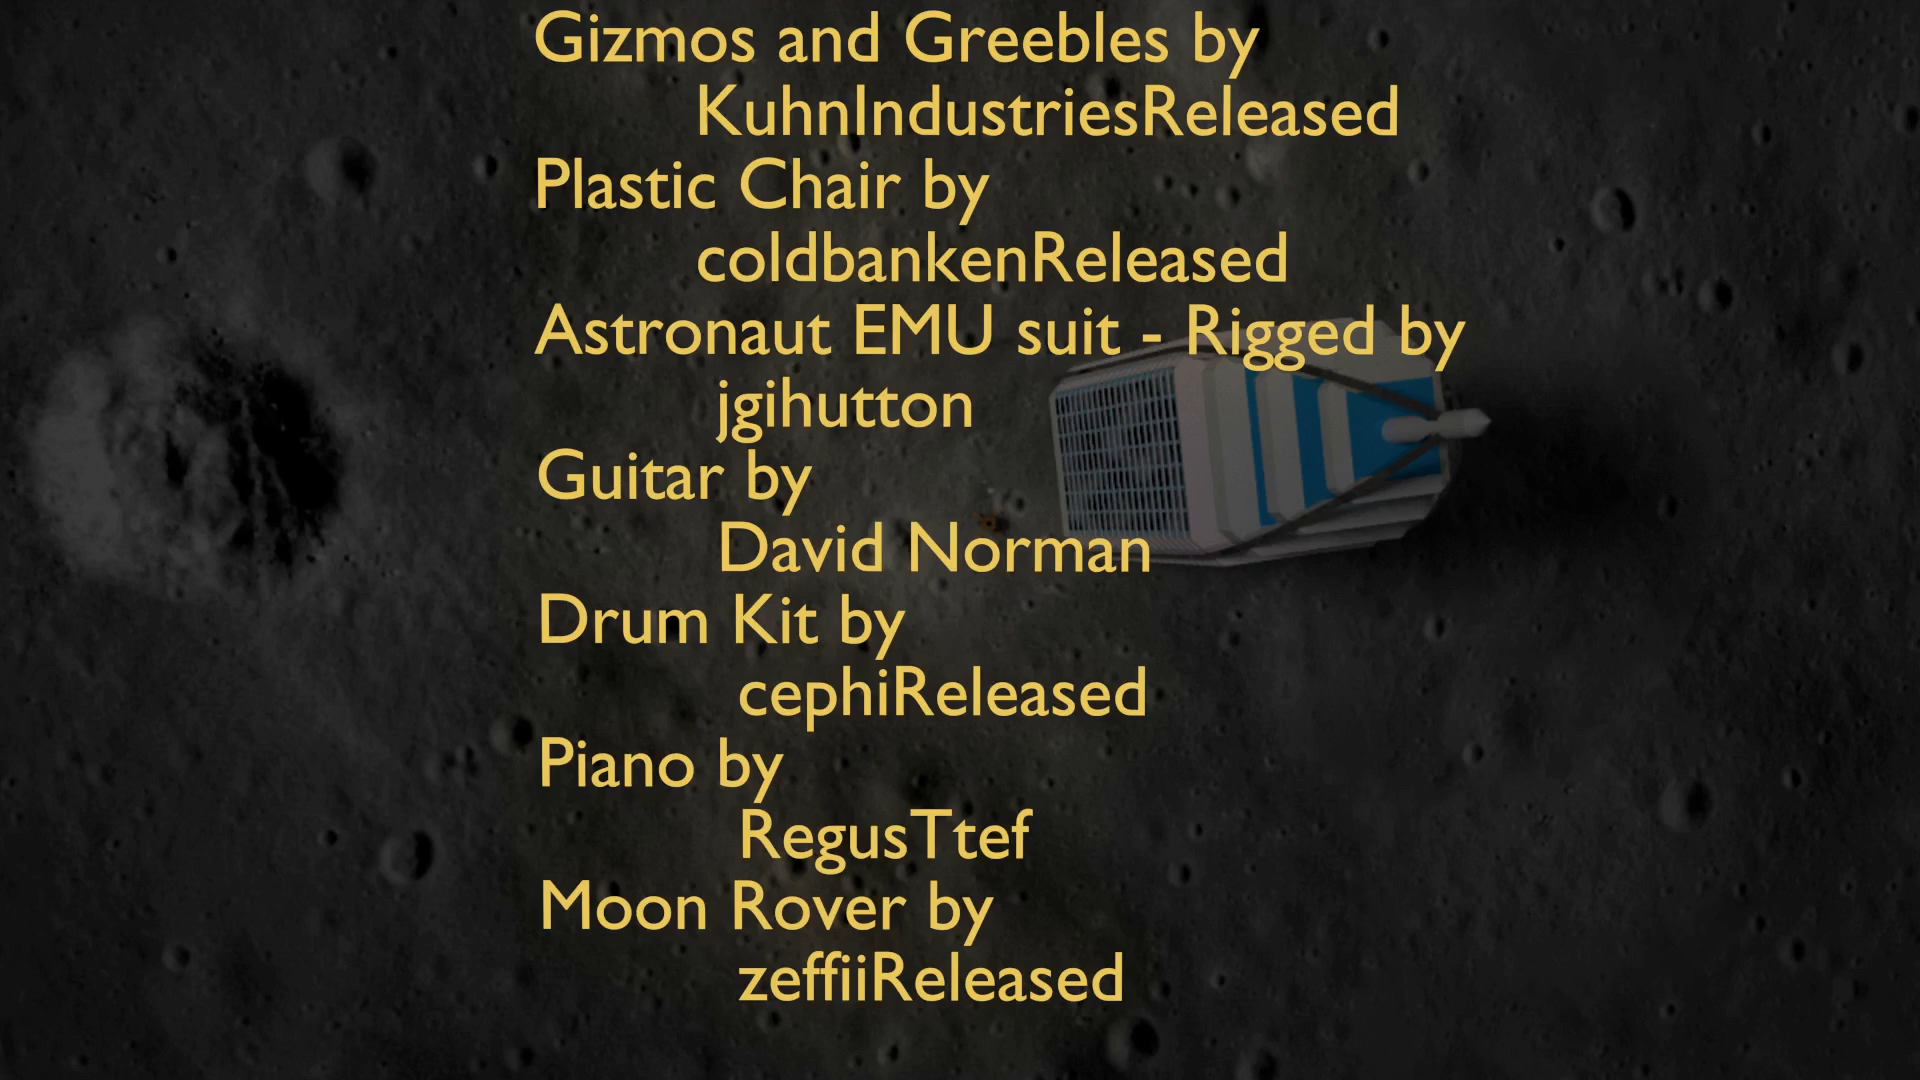 Gizmos and Greebles by
KuhnIndustriesReleased
Plastic Chair by
coldbankenReleased
Astronaut EMU suit - Rigged by
jgihutton
Guitar by
David Norman
Drum Kit by
cephiReleased
Piano by
RegusTtef
Moon Rover by
zeffiiReleased